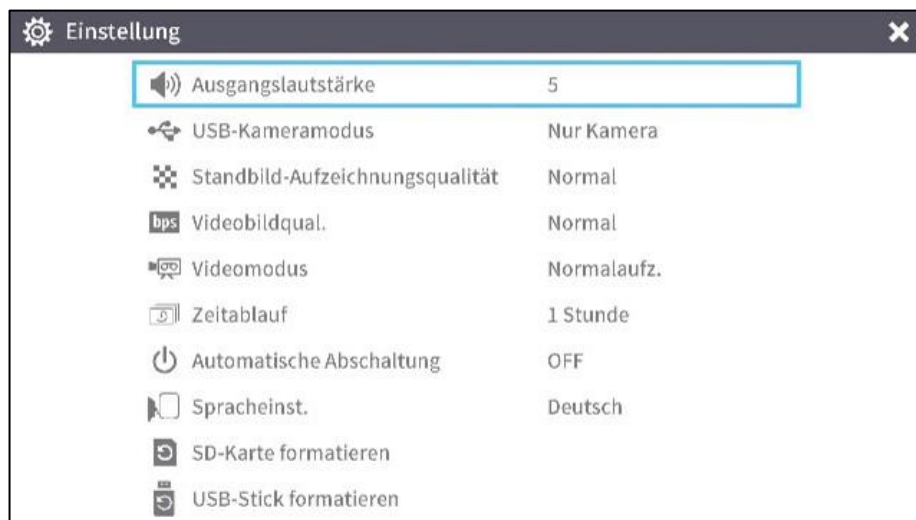 Einstellung
Ausgangslautstärke 5
USB-Kameramodus Nur Kamera
Standbild-Aufzeichnungsqualität Normal
bps Videobildqual. Normal
Videomodus Normalaufz.
Zeitablauf 1 Stunde
Automatische Abschaltung OFF
Spracheinst. Deutsch
SD-Karte formatieren
USB-Stick formatieren